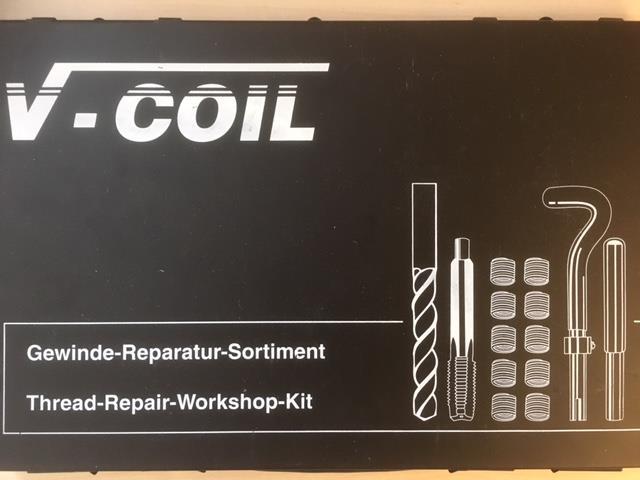 V-COIL
Gewinde-Reparatur-Sortiment
Thread-Repair-Workshop-Kit